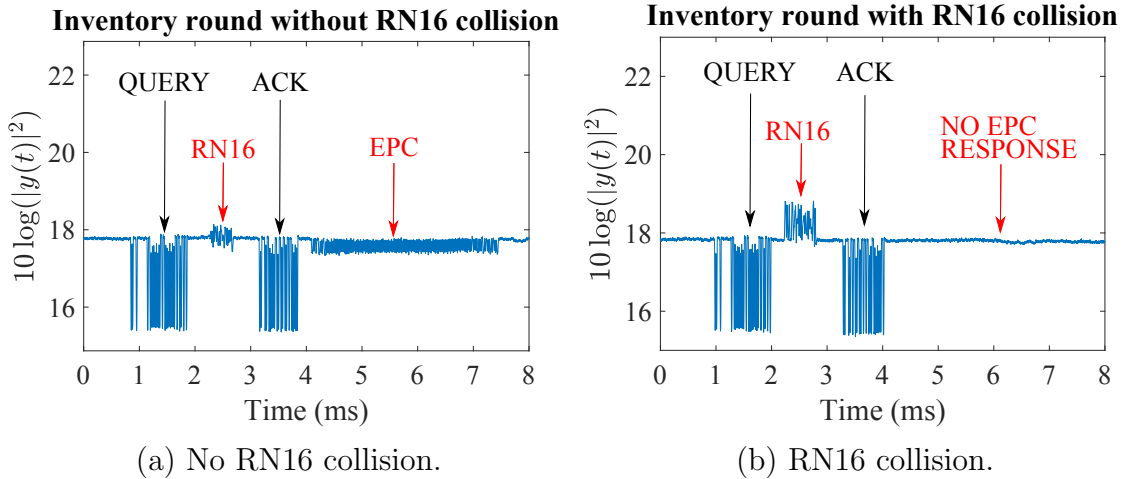 Inventory round without RN16 collision
22
20
18
16
10 log(|y(t)|²)
QUERY
ACK
RN16
EPC
0 1 2 3 4 5 6 7 8
Time (ms)
(a) No RN16 collision.
Inventory round with RN16 collision
22
20
18
16
10 log(|y(t)|²)
QUERY
ACK
RN16
NO EPC
RESPONSE
0 1 2 3 4 5 6 7 8
Time (ms)
(b) RN16 collision.